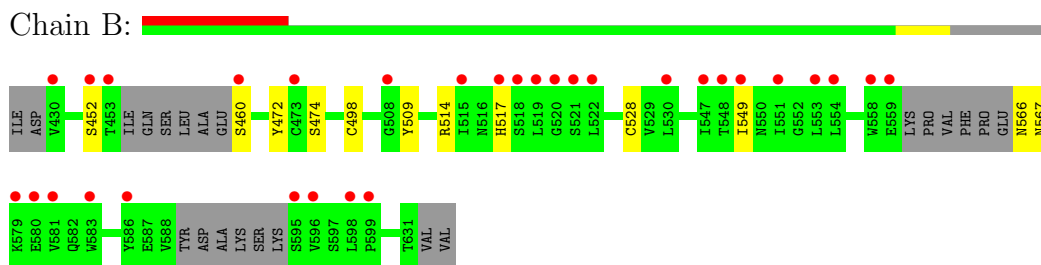 Chain B:
ILE ASP V430 S452 T453 ILE GLN SER LEU ALA GLU S460 Y472 C473 S474 C498 G508 Y509 R514 I515 N516 H517 S518 L519 G520 S521 L522 C528 V529 L530 I547 T548 I549 N550 I551 G552 L553 L554 W558 E559 LYS PRO VAL PHE PRO GLU N566 N567
K579 E580 V581 Q582 W583 Y586 E587 V588 TYR ASP ALA LYS SER LYS S595 V596 S597 L598 P599 T631 VAL VAL